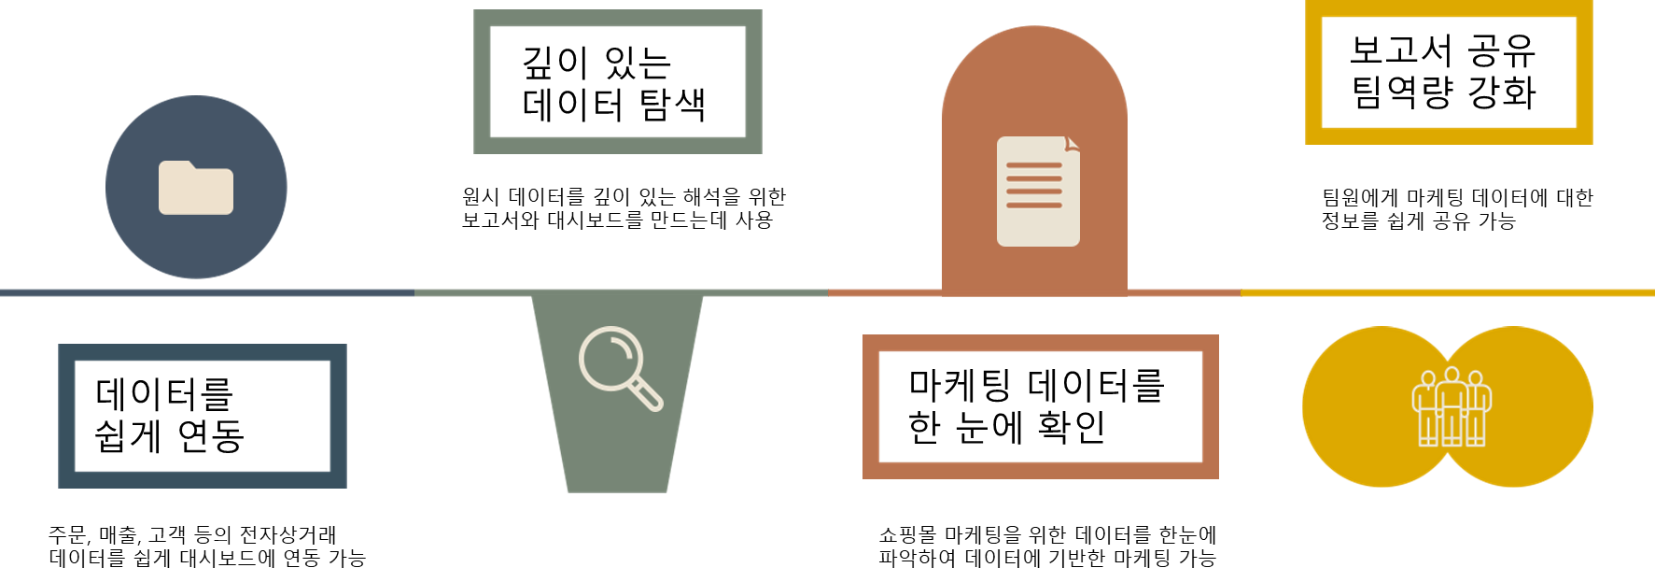 데이터를
쉽게 연동
주문, 매출, 고객 등의 전자상거래
데이터를 쉽게 대시보드에 연동 가능
깊이 있는
데이터 탐색
원시 데이터를 깊이 있는 해석을 위한
보고서와 대시보드를 만드는데 사용
마케팅 데이터를
한 눈에 확인
쇼핑몰 마케팅을 위한 데이터를 한눈에
파악하여 데이터에 기반한 마케팅 가능
보고서 공유
팀역량 강화
팀원에게 마케팅 데이터에 대한
정보를 쉽게 공유 가능